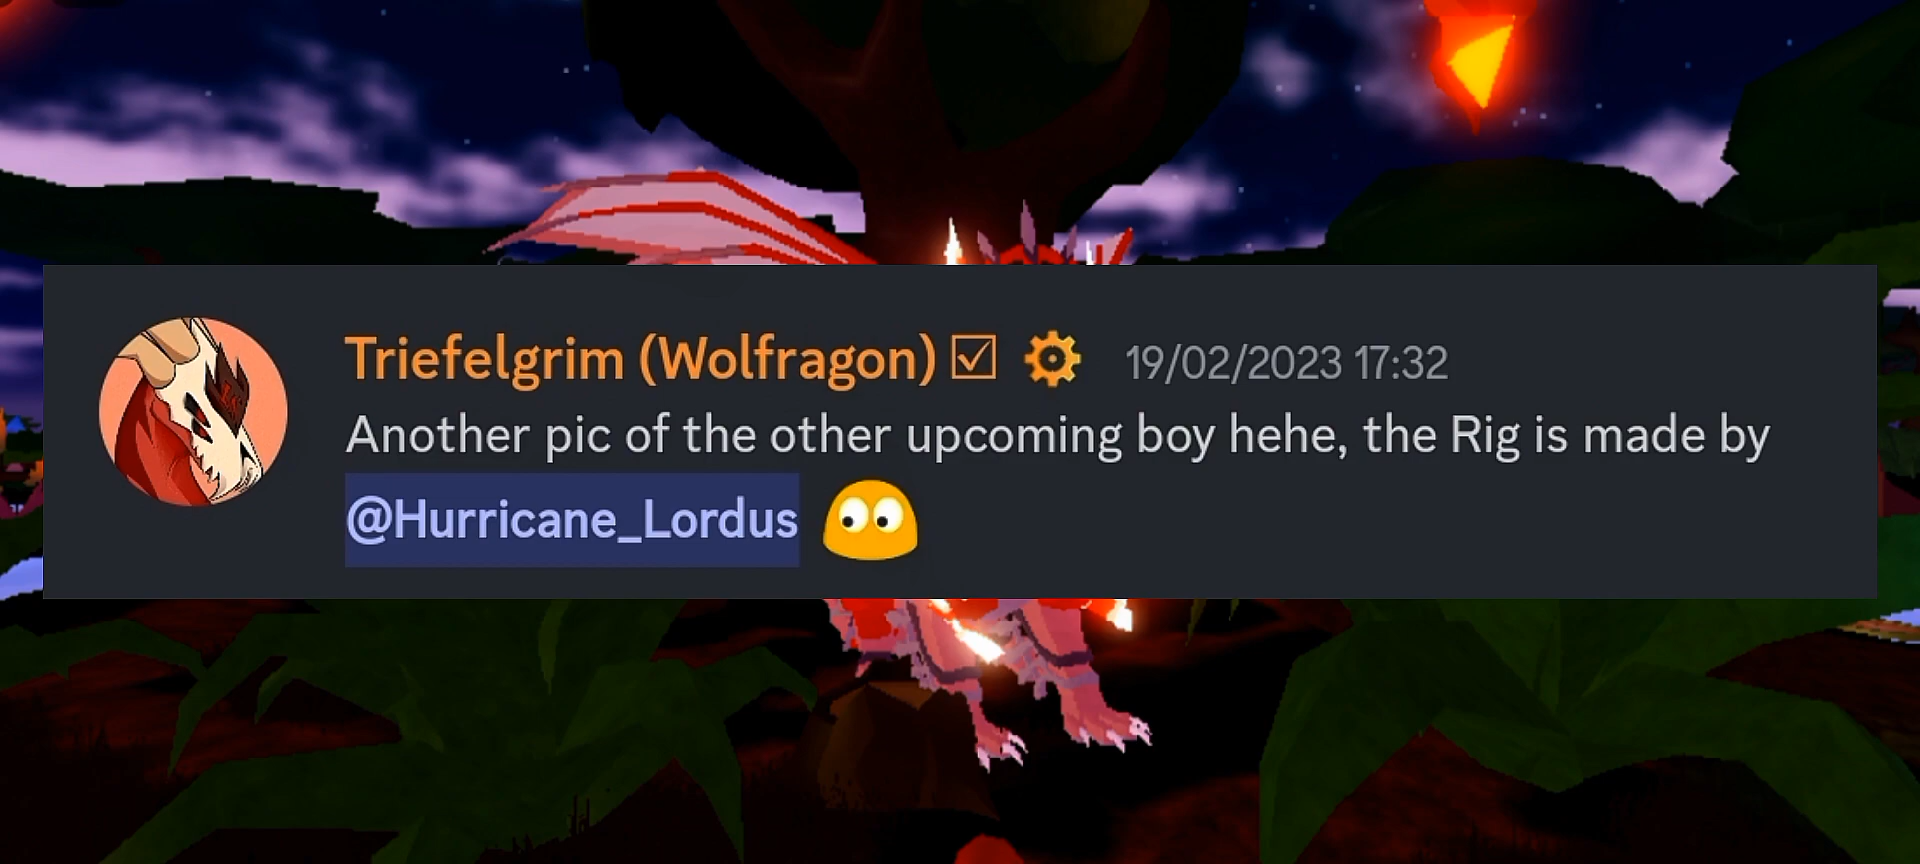 Triefelgrim (Wolfragon) ☑ 19/02/2023 17:32
Another pic of the other upcoming boy hehe, the Rig is made by
@Hurricane_Lordus